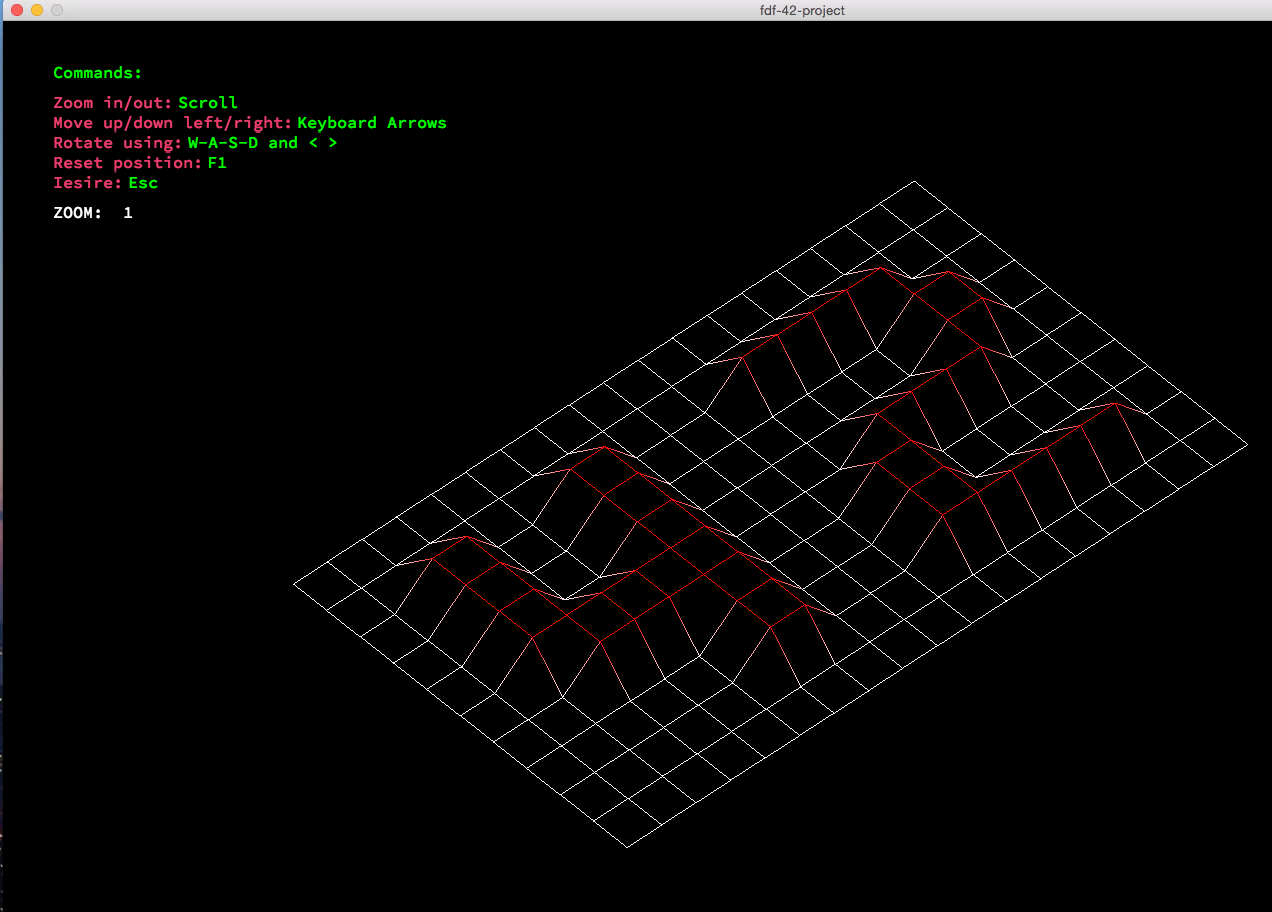 fdf-42-project
Commands:
Zoom in/out: Scroll
Move up/down left/right: Keyboard Arrows
Rotate using: W-A-S-D and < >
Reset position: F1
Iesire: Esc
ZOOM: 1